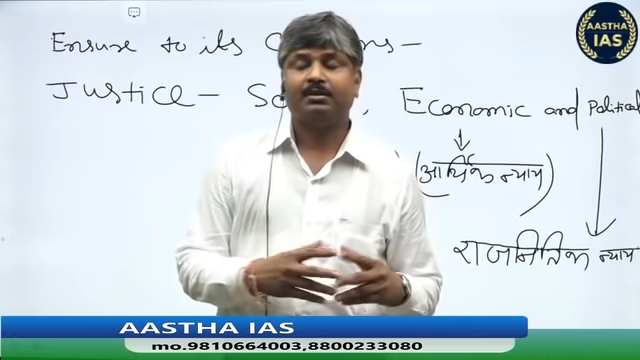 Ensure to its
Justice - Economic and Political
(आर्थिक न्याय)
राजनितिक न्याय
AASTHA
IAS
AASTHA IAS
mo.9810664003,8800233080